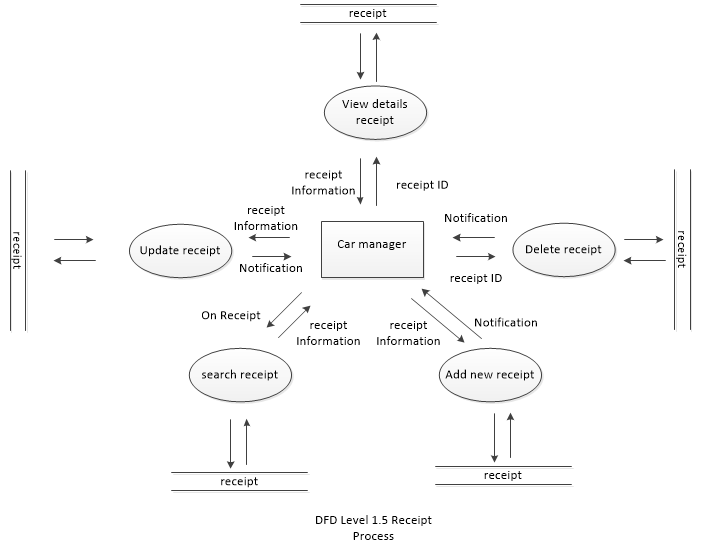 receipt
View details
receipt
receipt
Information
receipt ID
receipt
Information
Notification
receipt
Update receipt
Car manager
Delete receipt
receipt
Notification
receipt ID
On Receipt
receipt
Information
receipt
Information
Notification
search receipt
Add new receipt
receipt
receipt
DFD Level 1.5 Receipt
Process